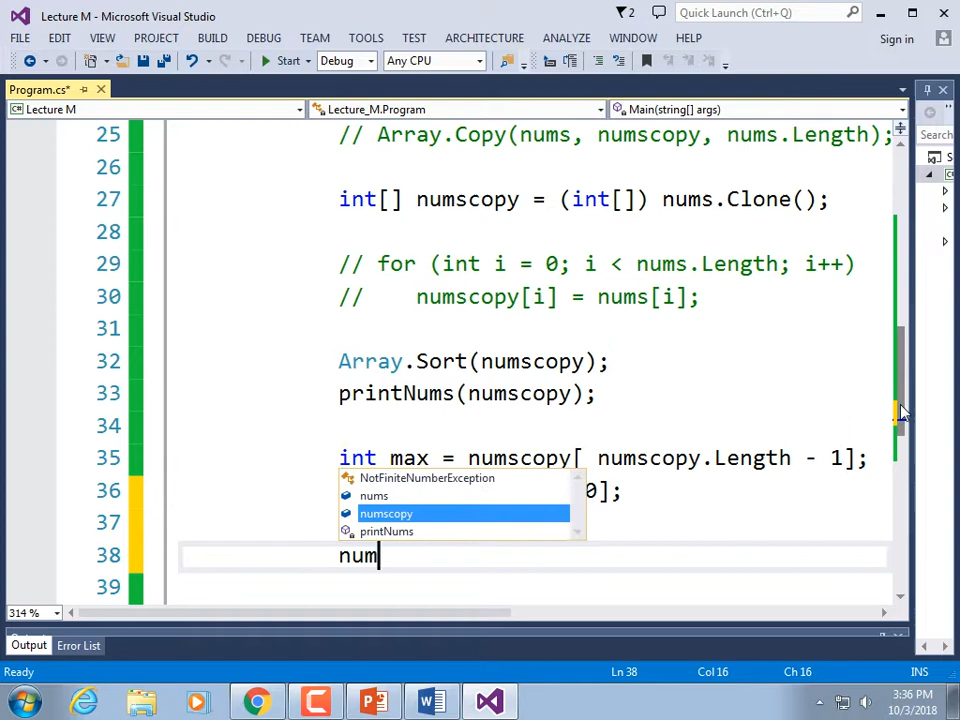 Lecture M - Microsoft Visual Studio
2
Quick Launch (Ctrl+Q)
FILE EDIT VIEW PROJECT BUILD DEBUG TEAM TOOLS TEST ARCHITECTURE ANALYZE WINDOW HELP
Sign in
Start Debug Any CPU
Program.cs*
Lecture M Lecture_M.Program Main(string[] args)
Search
25 // Array.Copy(nums, numscopy, nums.Length);
26
27 int[] numscopy = (int[]) nums.Clone();
28
29 // for (int i = 0; i < nums.Length; i++)
30 // numscopy[i] = nums[i];
31
32 Array.Sort(numscopy);
33 printNums(numscopy);
34
35 int max = numscopy[ numscopy.Length - 1];
NotFiniteNumberException
36 0];
nums
numscopy
37
printNums
38 num
39
314 %
Output Error List
Ready Ln 38 Col 16 Ch 16 INS
3:36 PM
10/3/2018